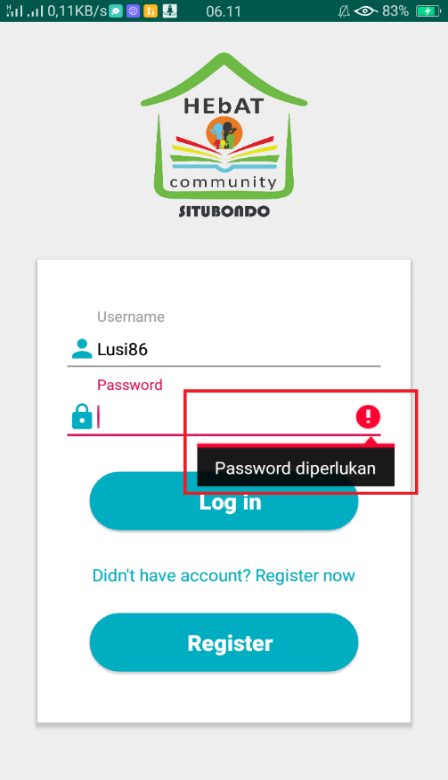 0,11KB/s 06.11 83%
HEbAT
community
SITUBONDO
Username
Lusi86
Password
Password diperlukan
Log in
Didn't have account? Register now
Register